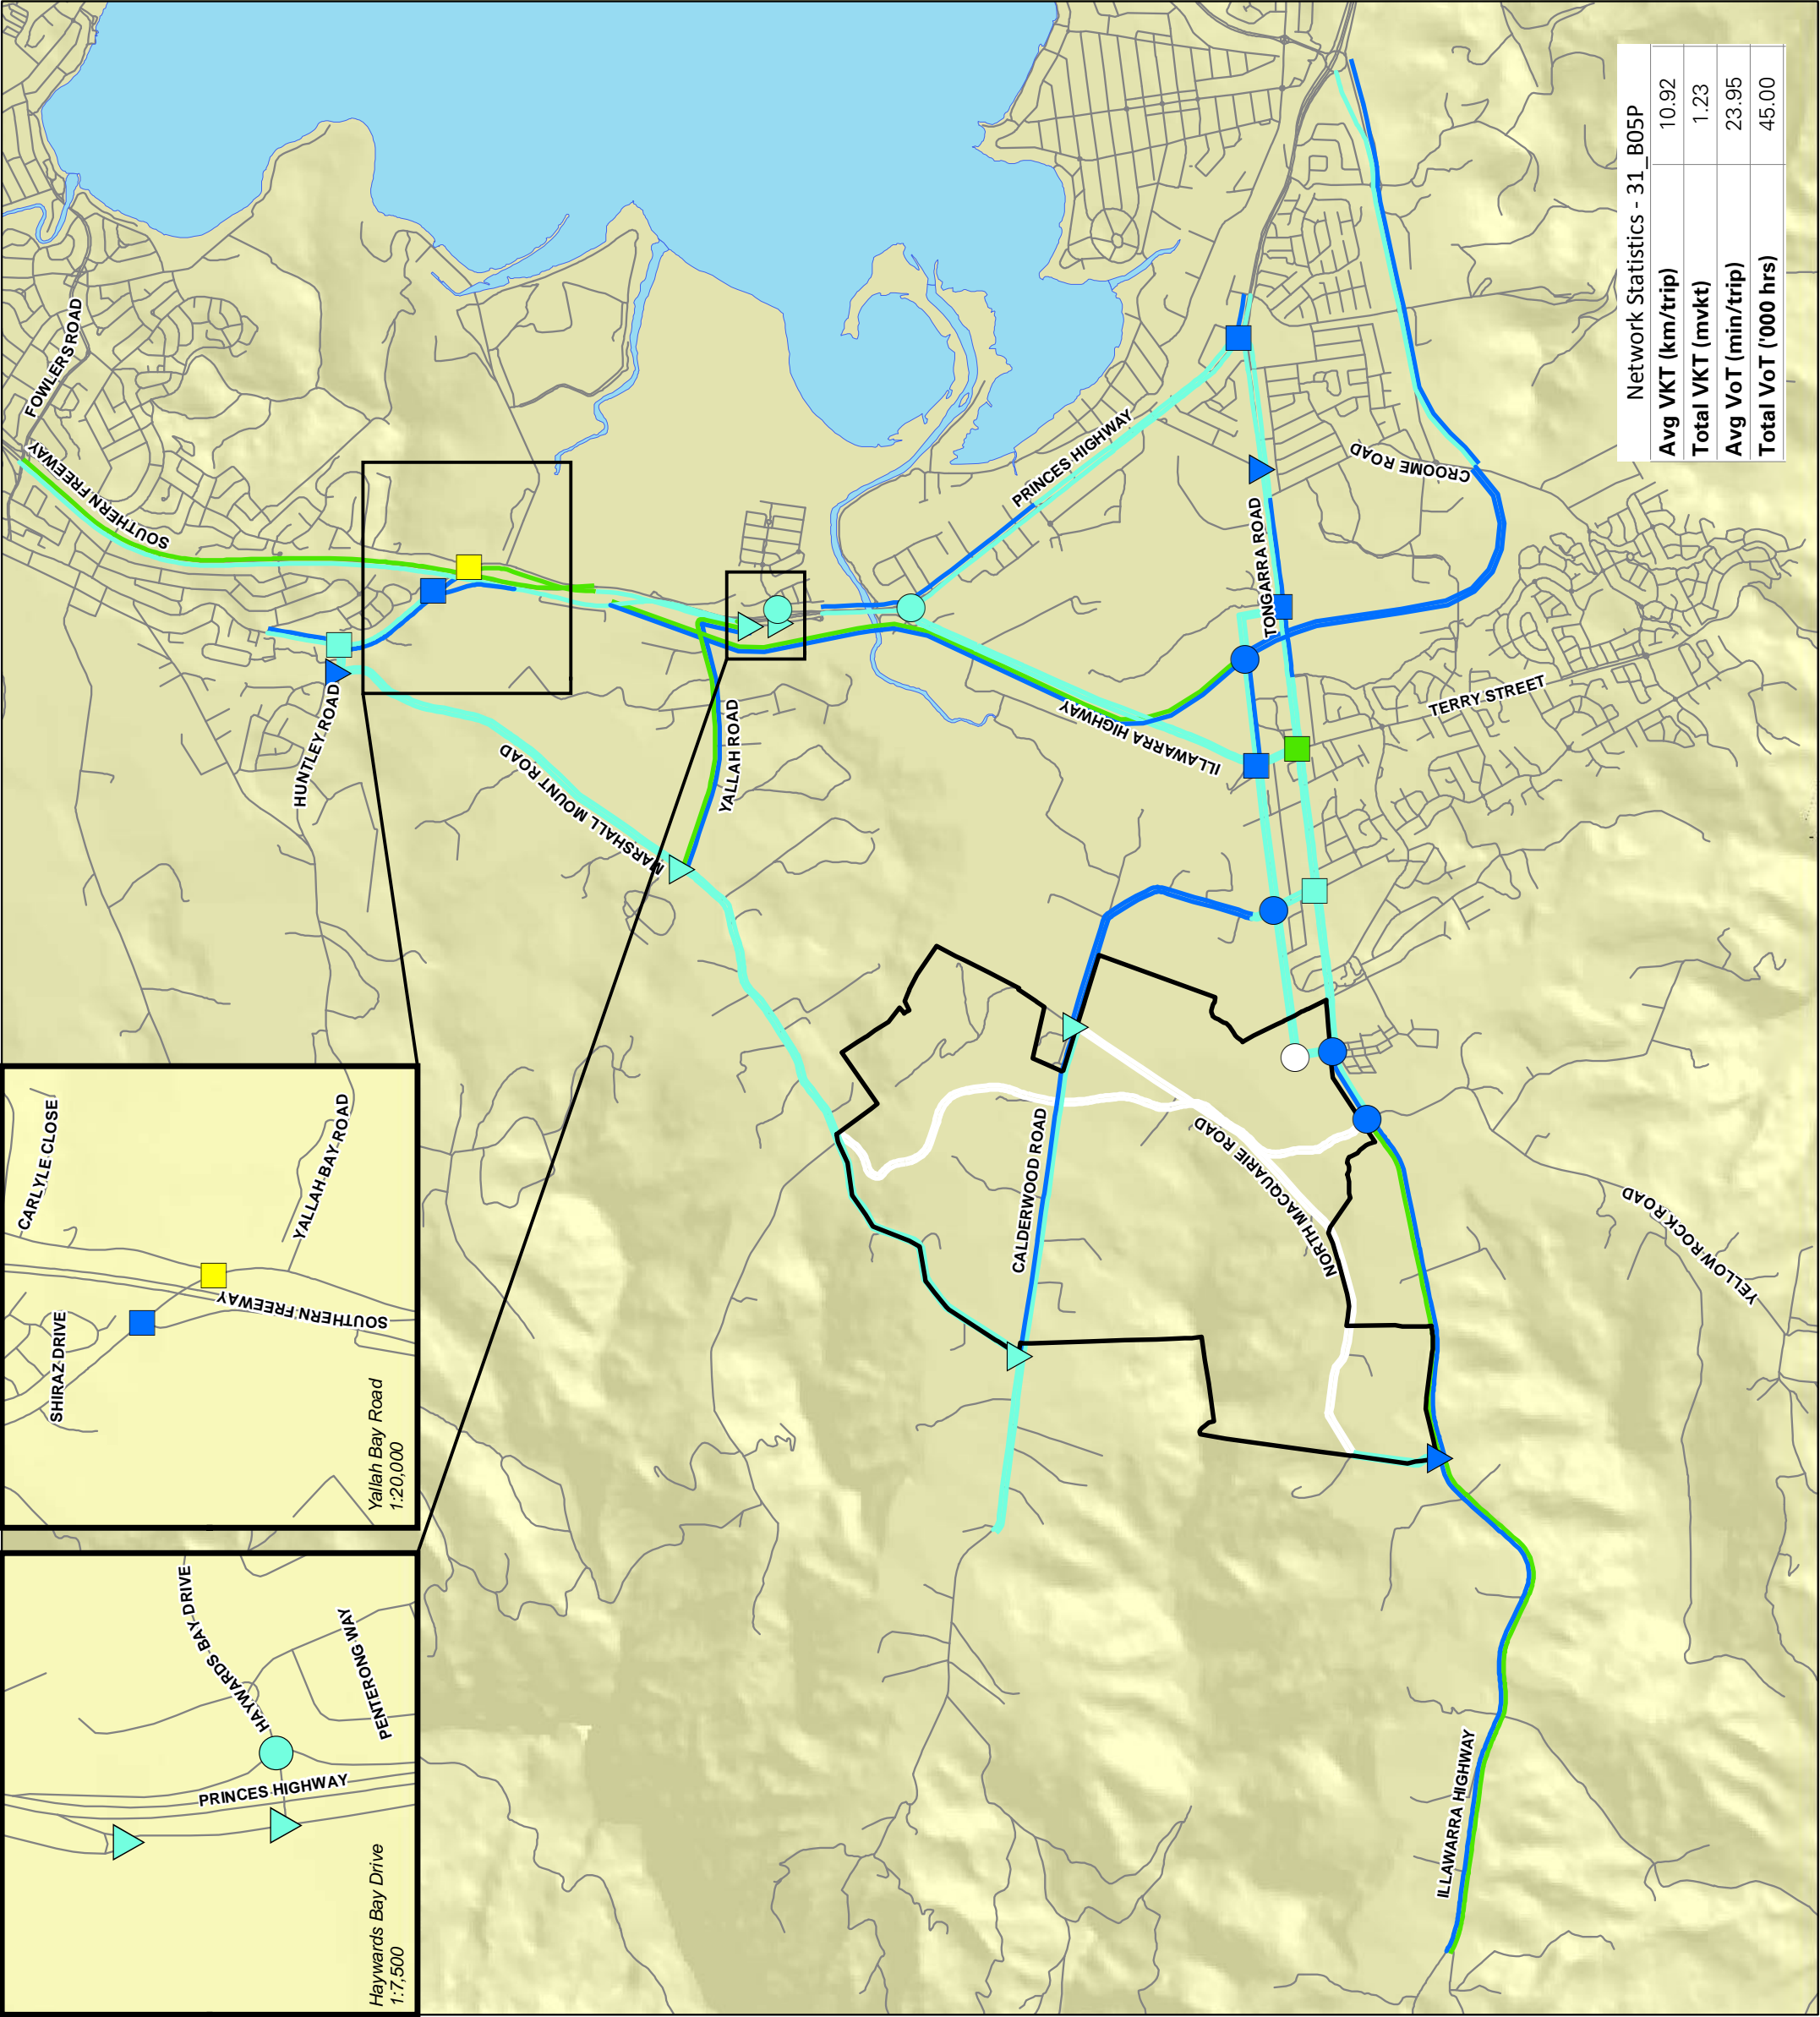 FOWLERS ROAD
SOUTHERN FREEWAY
HUNTLEY ROAD
MARSHALL MOUNT ROAD
YALLAH ROAD
PRINCES HIGHWAY
ILLAWARRA HIGHWAY
TONGARRA ROAD
CROOME ROAD
TERRY STREET
CALDERWOOD ROAD
NORTH MACQUARIE ROAD
YELLOW ROCK ROAD
ILLAWARRA HIGHWAY
CARLYLE CLOSE
YALLAH BAY ROAD
SHIRAZ DRIVE
SOUTHERN FREEWAY
Yallah Bay Road
1:20,000
HAYWARDS BAY DRIVE
PENTERONG WAY
PRINCES HIGHWAY
Haywards Bay Drive
1:7,500
Network Statistics - 31_B05P
Avg VKT (km/trip) 10.92
Total VKT (mvkt) 1.23
Avg VoT (min/trip) 23.95
Total VoT ('000 hrs) 45.00